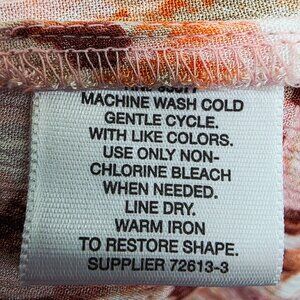 MACHINE WASH COLD
GENTLE CYCLE.
WITH LIKE COLORS.
USE ONLY NON-
CHLORINE BLEACH
WHEN NEEDED.
LINE DRY.
WARM IRON
TO RESTORE SHAPE.
SUPPLIER 72613-3